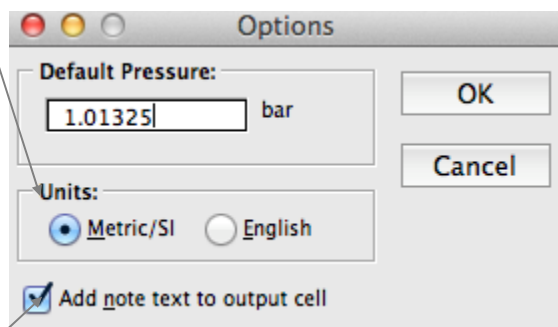 Options
Default Pressure:
1.01325 bar
OK
Cancel
Units:
Metric/SI English
Add note text to output cell